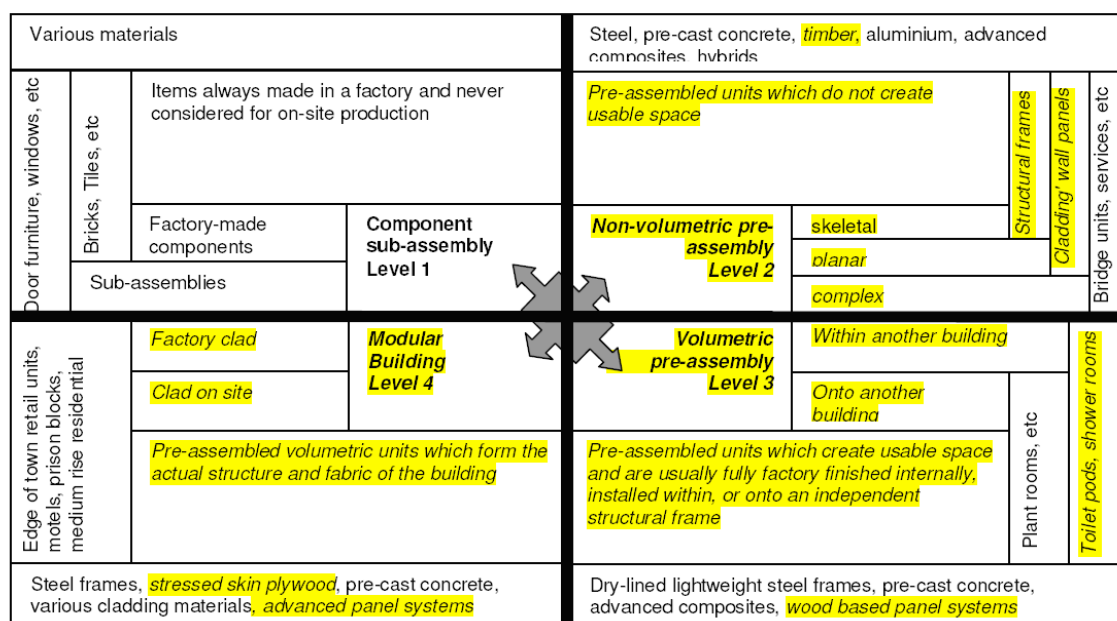 Various materials
Door furniture, windows, etc
Bricks, Tiles, etc
Items always made in a factory and never
considered for on-site production
Factory-made
components
Sub-assemblies
Component
sub-assembly
Level 1
Steel, pre-cast concrete, timber, aluminium, advanced
composites, hybrids
Pre-assembled units which do not create
usable space
Non-volumetric pre-
assembly
Level 2
skeletal
planar
complex
Structural frames
Cladding' wall panels
Bridge units, services, etc
Edge of town retail units,
motels, prison blocks,
medium rise residential
Factory clad
Clad on site
Modular
Building
Level 4
Pre-assembled volumetric units which form the
actual structure and fabric of the building
Steel frames, stressed skin plywood, pre-cast concrete,
various cladding materials, advanced panel systems
Volumetric
pre-assembly
Level 3
Within another building
Onto another
building
Pre-assembled units which create usable space
and are usually fully factory finished internally,
installed within, or onto an independent
structural frame
Plant rooms, etc
Toilet pods, shower rooms
Dry-lined lightweight steel frames, pre-cast concrete,
advanced composites, wood based panel systems